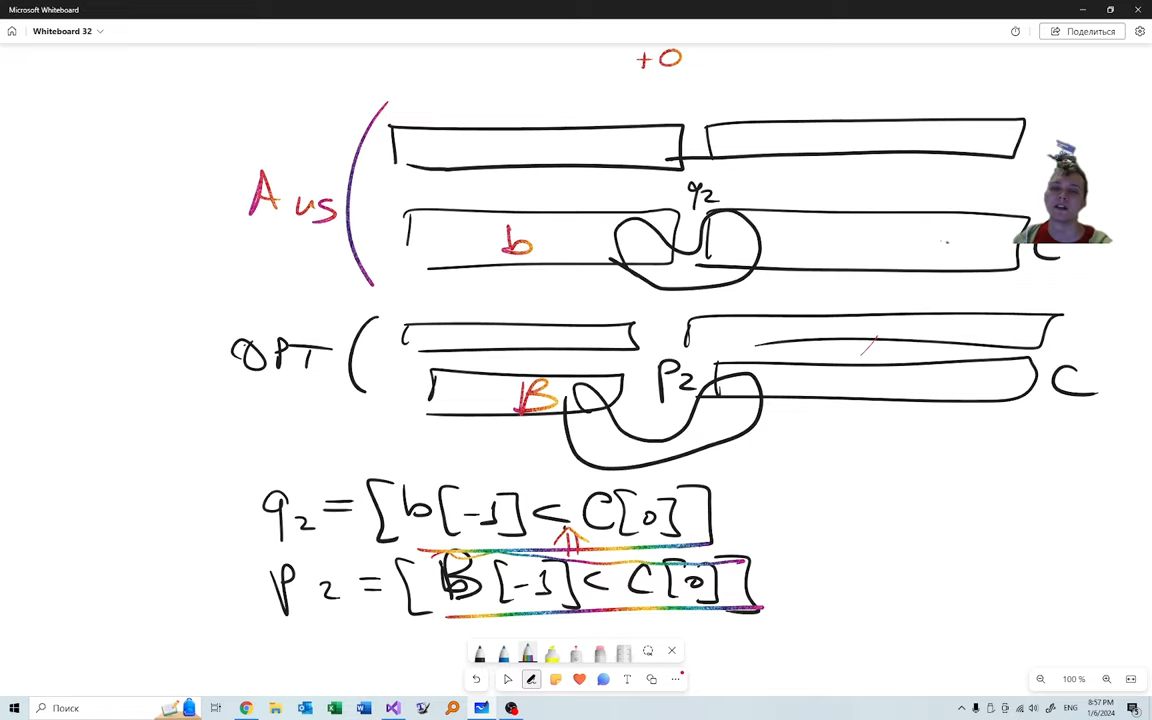 Microsoft Whiteboard
Whiteboard 32
Поделиться
+0
A us
q2
b
C
OPT
P2
B
C
q2 = [b[-1] < C[0]]
P2 = [B[-1] < C[0]]
100 %
Поиск
ENG
8:57 PM
1/6/2024